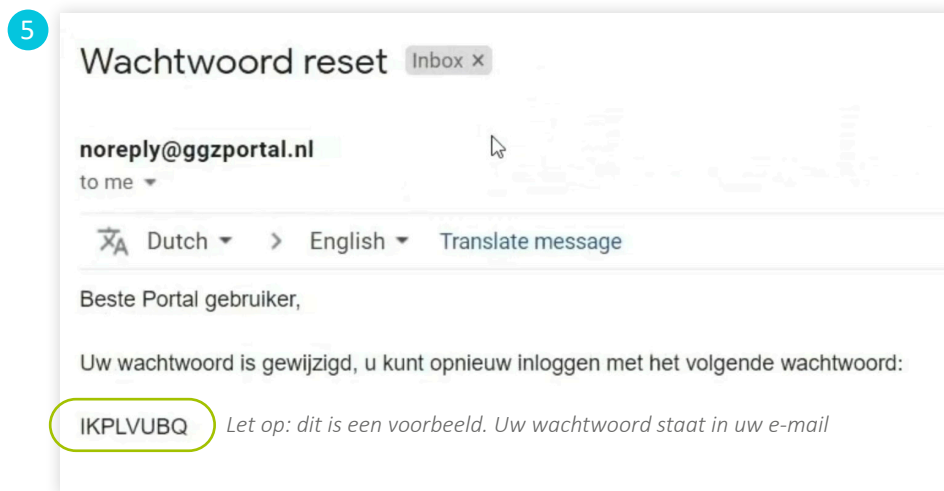 5
Wachtwoord reset Inbox ×
noreply@ggzportal.nl
to me
Dutch > English Translate message
Beste Portal gebruiker,
Uw wachtwoord is gewijzigd, u kunt opnieuw inloggen met het volgende wachtwoord:
IKPLVUBQ Let op: dit is een voorbeeld. Uw wachtwoord staat in uw e-mail